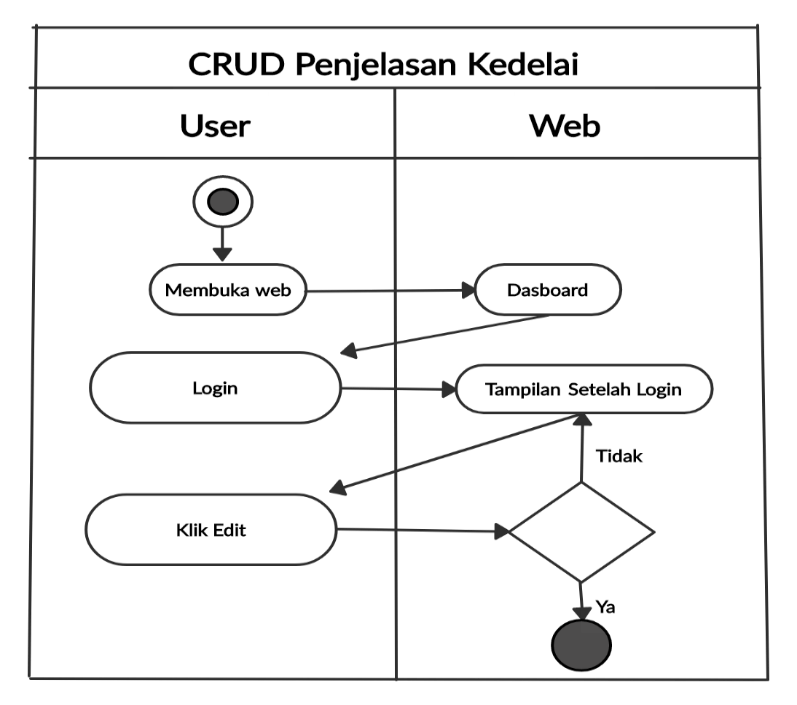 CRUD Penjelasan Kedelai
User
Web
Membuka web
Dasboard
Login
Tampilan Setelah Login
Tidak
Klik Edit
Ya